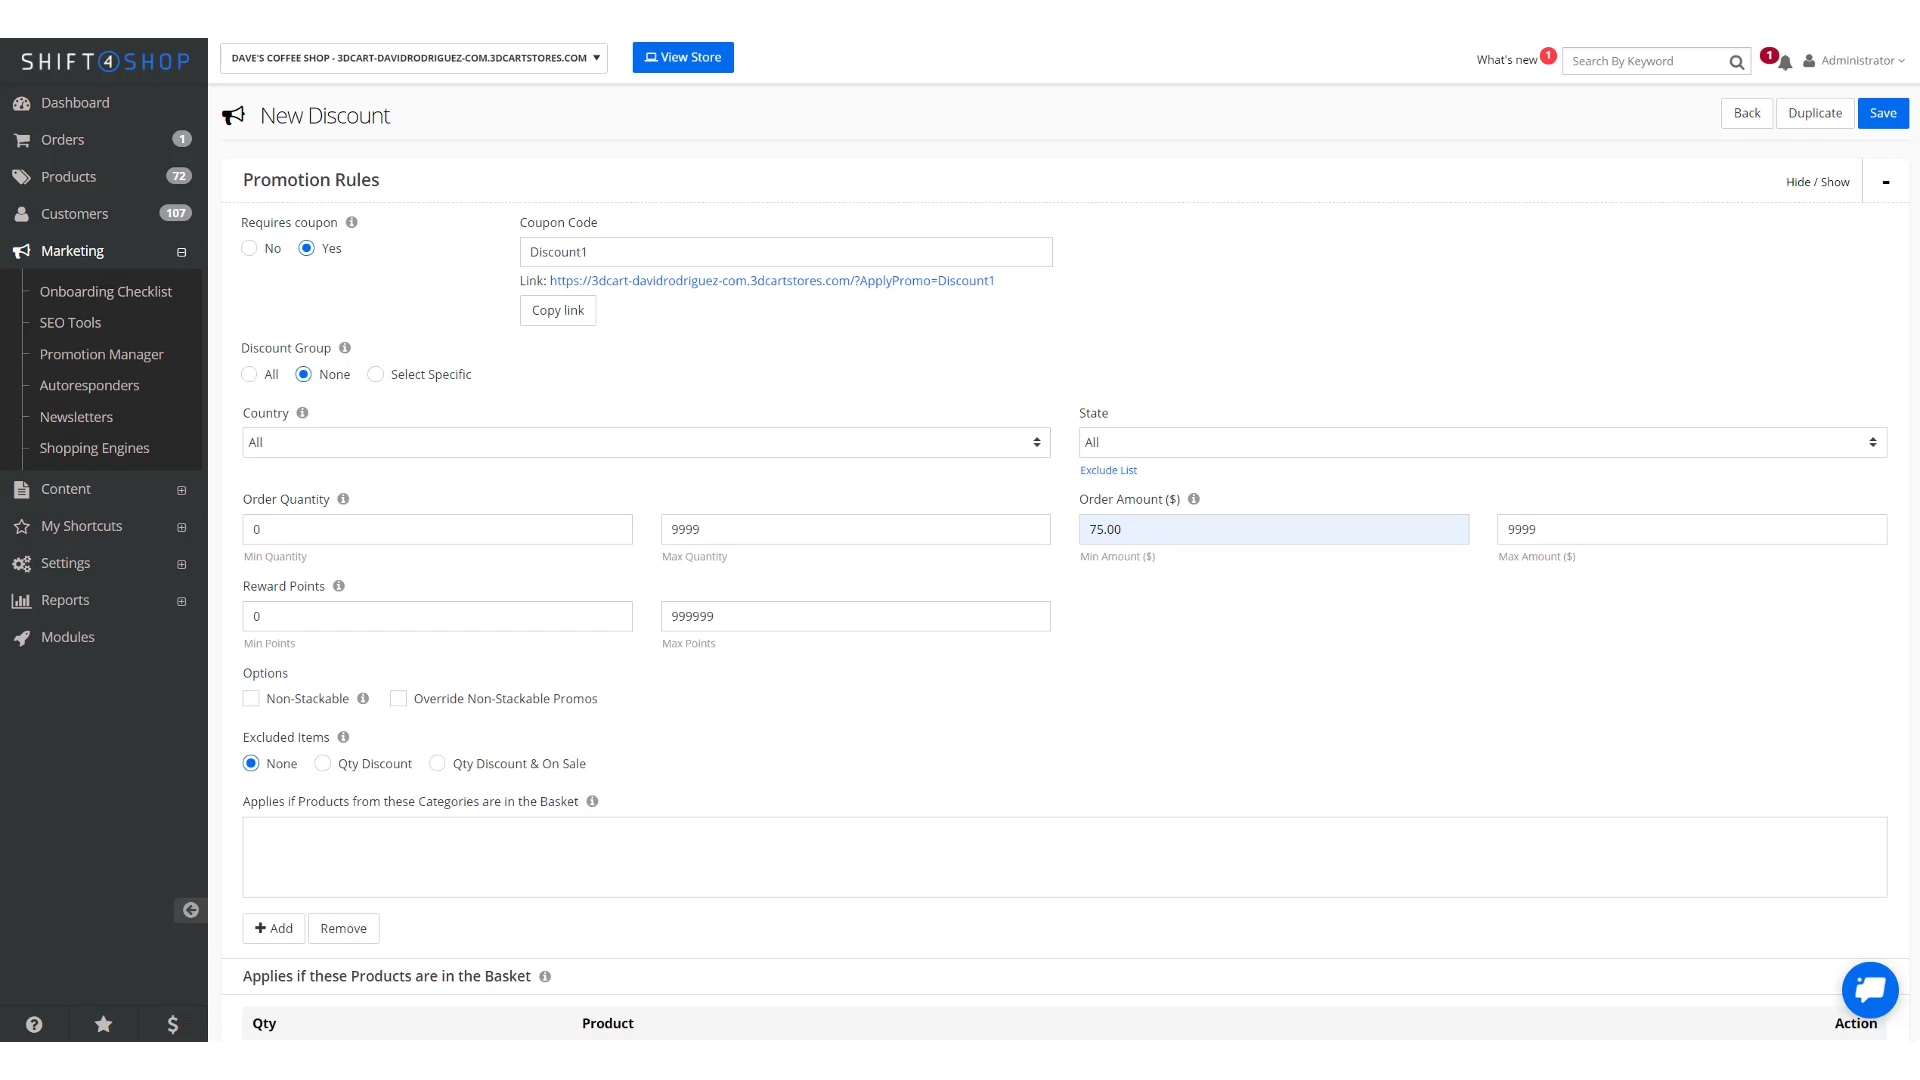 SHIFT4SHOP
DAVE'S COFFEE SHOP - 3DCART-DAVIDRODRIGUEZ-COM.3DCARTSTORES.COM
View Store
What's new 1
Search By Keyword
1
Administrator
Dashboard
Orders 1
Products 72
Customers 107
Marketing
Onboarding Checklist
SEO Tools
Promotion Manager
Autoresponders
Newsletters
Shopping Engines
Content
My Shortcuts
Settings
Reports
Modules
New Discount
Back Duplicate Save
Promotion Rules
Hide / Show
Requires coupon
No Yes
Coupon Code
Discount1
Link: https://3dcart-davidrodriguez-com.3dcartstores.com/?ApplyPromo=Discount1
Copy link
Discount Group
All None Select Specific
Country
All
State
All
Exclude List
Order Quantity
0
Min Quantity
9999
Max Quantity
Order Amount ($)
75.00
Min Amount ($)
9999
Max Amount ($)
Reward Points
0
Min Points
999999
Max Points
Options
Non-Stackable Override Non-Stackable Promos
Excluded Items
None Qty Discount Qty Discount & On Sale
Applies if Products from these Categories are in the Basket
Add Remove
Applies if these Products are in the Basket
Qty Product Action